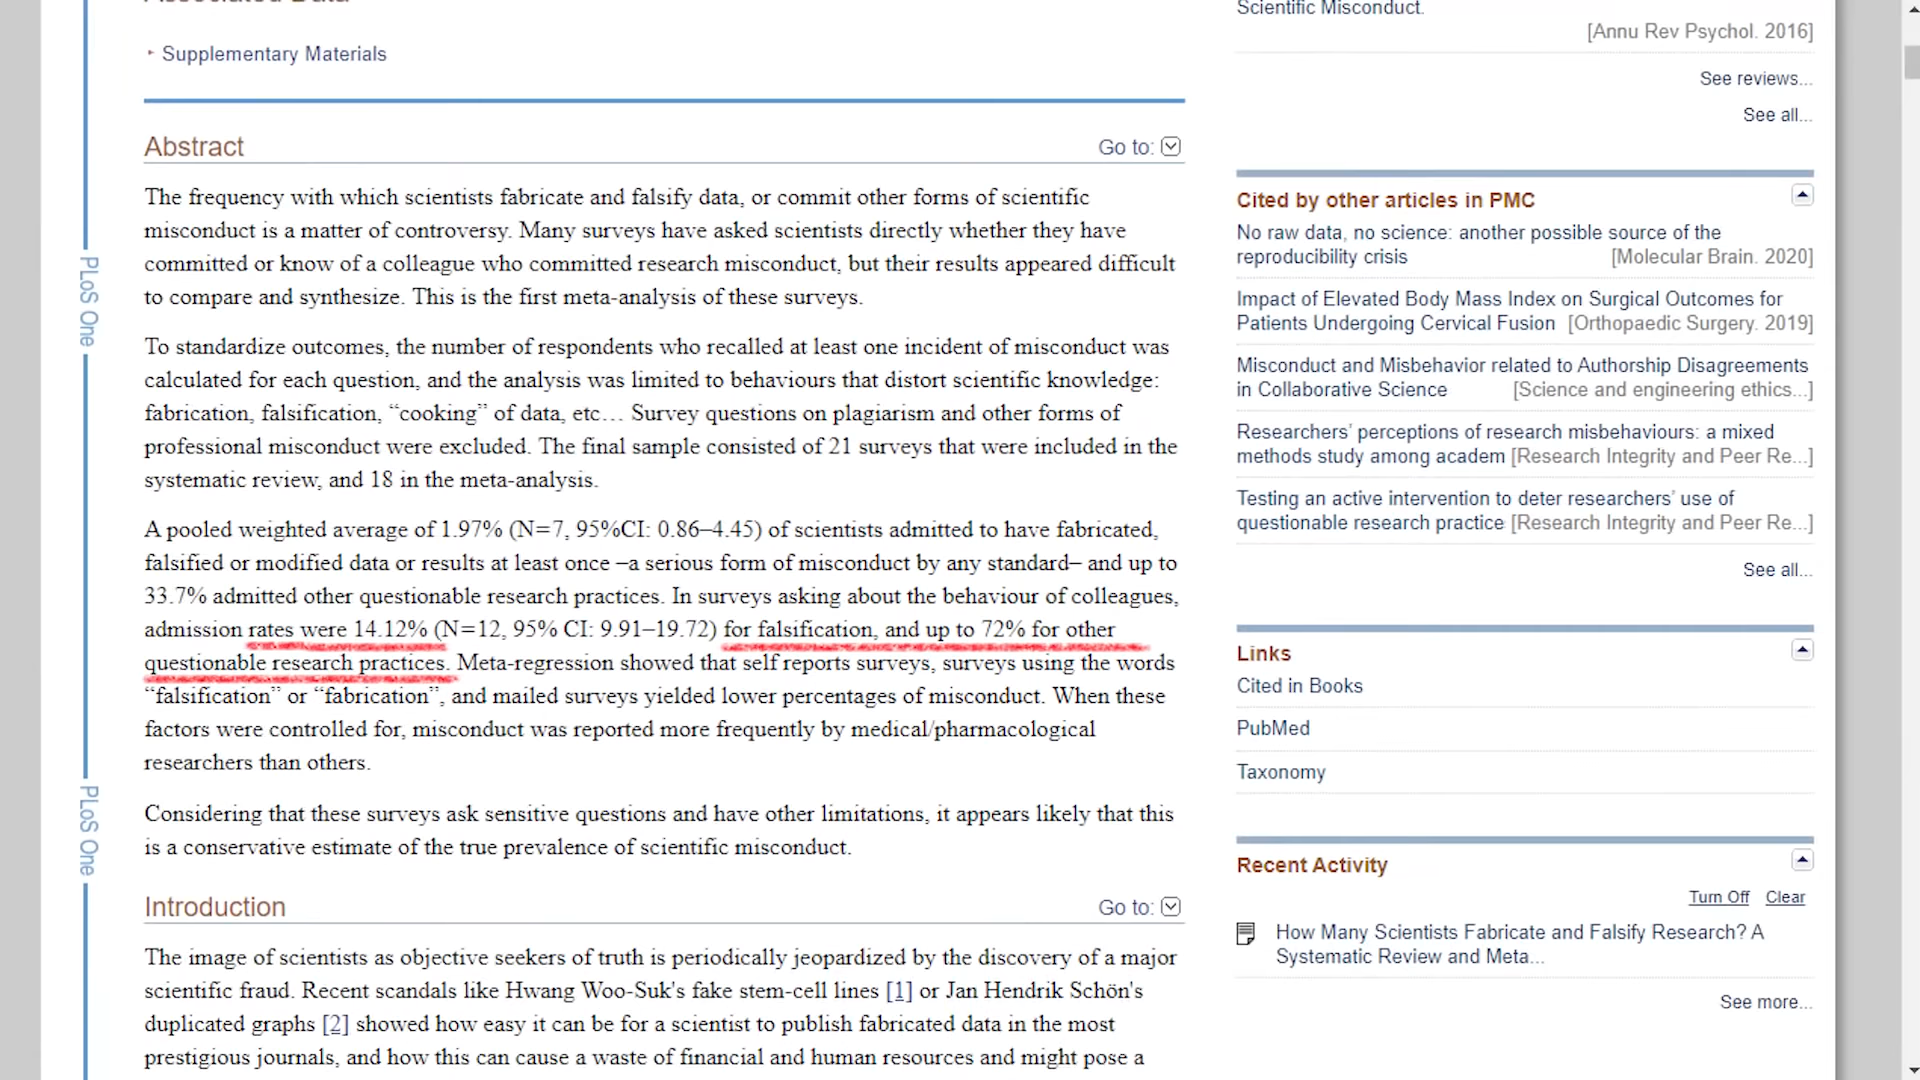 Supplementary Materials
Abstract
Go to:
The frequency with which scientists fabricate and falsify data, or commit other forms of scientific
misconduct is a matter of controversy. Many surveys have asked scientists directly whether they have
committed or know of a colleague who committed research misconduct, but their results appeared difficult
to compare and synthesize. This is the first meta-analysis of these surveys.
To standardize outcomes, the number of respondents who recalled at least one incident of misconduct was
calculated for each question, and the analysis was limited to behaviours that distort scientific knowledge:
fabrication, falsification, “cooking” of data, etc… Survey questions on plagiarism and other forms of
professional misconduct were excluded. The final sample consisted of 21 surveys that were included in the
systematic review, and 18 in the meta-analysis.
A pooled weighted average of 1.97% (N=7, 95%CI: 0.86–4.45) of scientists admitted to have fabricated,
falsified or modified data or results at least once –a serious form of misconduct by any standard– and up to
33.7% admitted other questionable research practices. In surveys asking about the behaviour of colleagues,
admission rates were 14.12% (N=12, 95% CI: 9.91–19.72) for falsification, and up to 72% for other
questionable research practices. Meta-regression showed that self reports surveys, surveys using the words
“falsification” or “fabrication”, and mailed surveys yielded lower percentages of misconduct. When these
factors were controlled for, misconduct was reported more frequently by medical/pharmacological
researchers than others.
Considering that these surveys ask sensitive questions and have other limitations, it appears likely that this
is a conservative estimate of the true prevalence of scientific misconduct.
Introduction
Go to:
The image of scientists as objective seekers of truth is periodically jeopardized by the discovery of a major
scientific fraud. Recent scandals like Hwang Woo-Suk's fake stem-cell lines [1] or Jan Hendrik Schön's
duplicated graphs [2] showed how easy it can be for a scientist to publish fabricated data in the most
prestigious journals, and how this can cause a waste of financial and human resources and might pose a
PLoS One
PLoS One
Scientific Misconduct.
[Annu Rev Psychol. 2016]
See reviews...
See all...
Cited by other articles in PMC
No raw data, no science: another possible source of the
reproducibility crisis [Molecular Brain. 2020]
Impact of Elevated Body Mass Index on Surgical Outcomes for
Patients Undergoing Cervical Fusion [Orthopaedic Surgery. 2019]
Misconduct and Misbehavior related to Authorship Disagreements
in Collaborative Science [Science and engineering ethics...]
Researchers' perceptions of research misbehaviours: a mixed
methods study among academ [Research Integrity and Peer Re...]
Testing an active intervention to deter researchers' use of
questionable research practice [Research Integrity and Peer Re...]
See all...
Links
Cited in Books
PubMed
Taxonomy
Recent Activity
Turn Off Clear
How Many Scientists Fabricate and Falsify Research? A
Systematic Review and Meta...
See more...